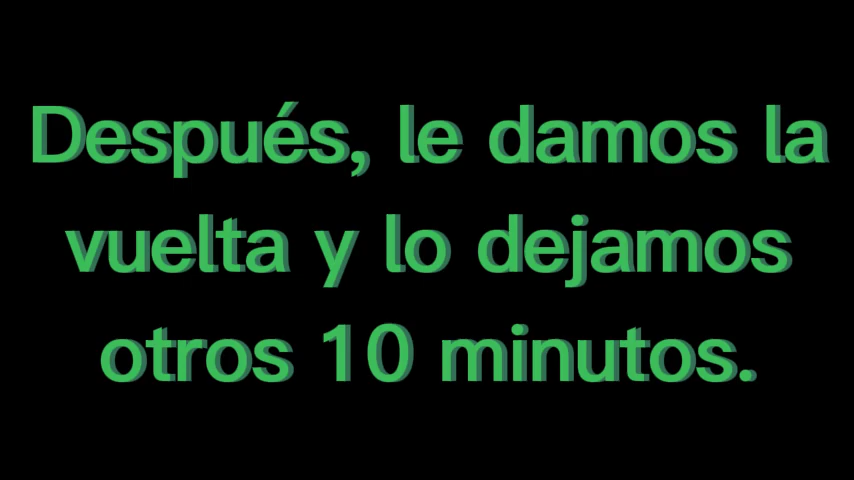 Después, le damos la
vuelta y lo dejamos
otros 10 minutos.